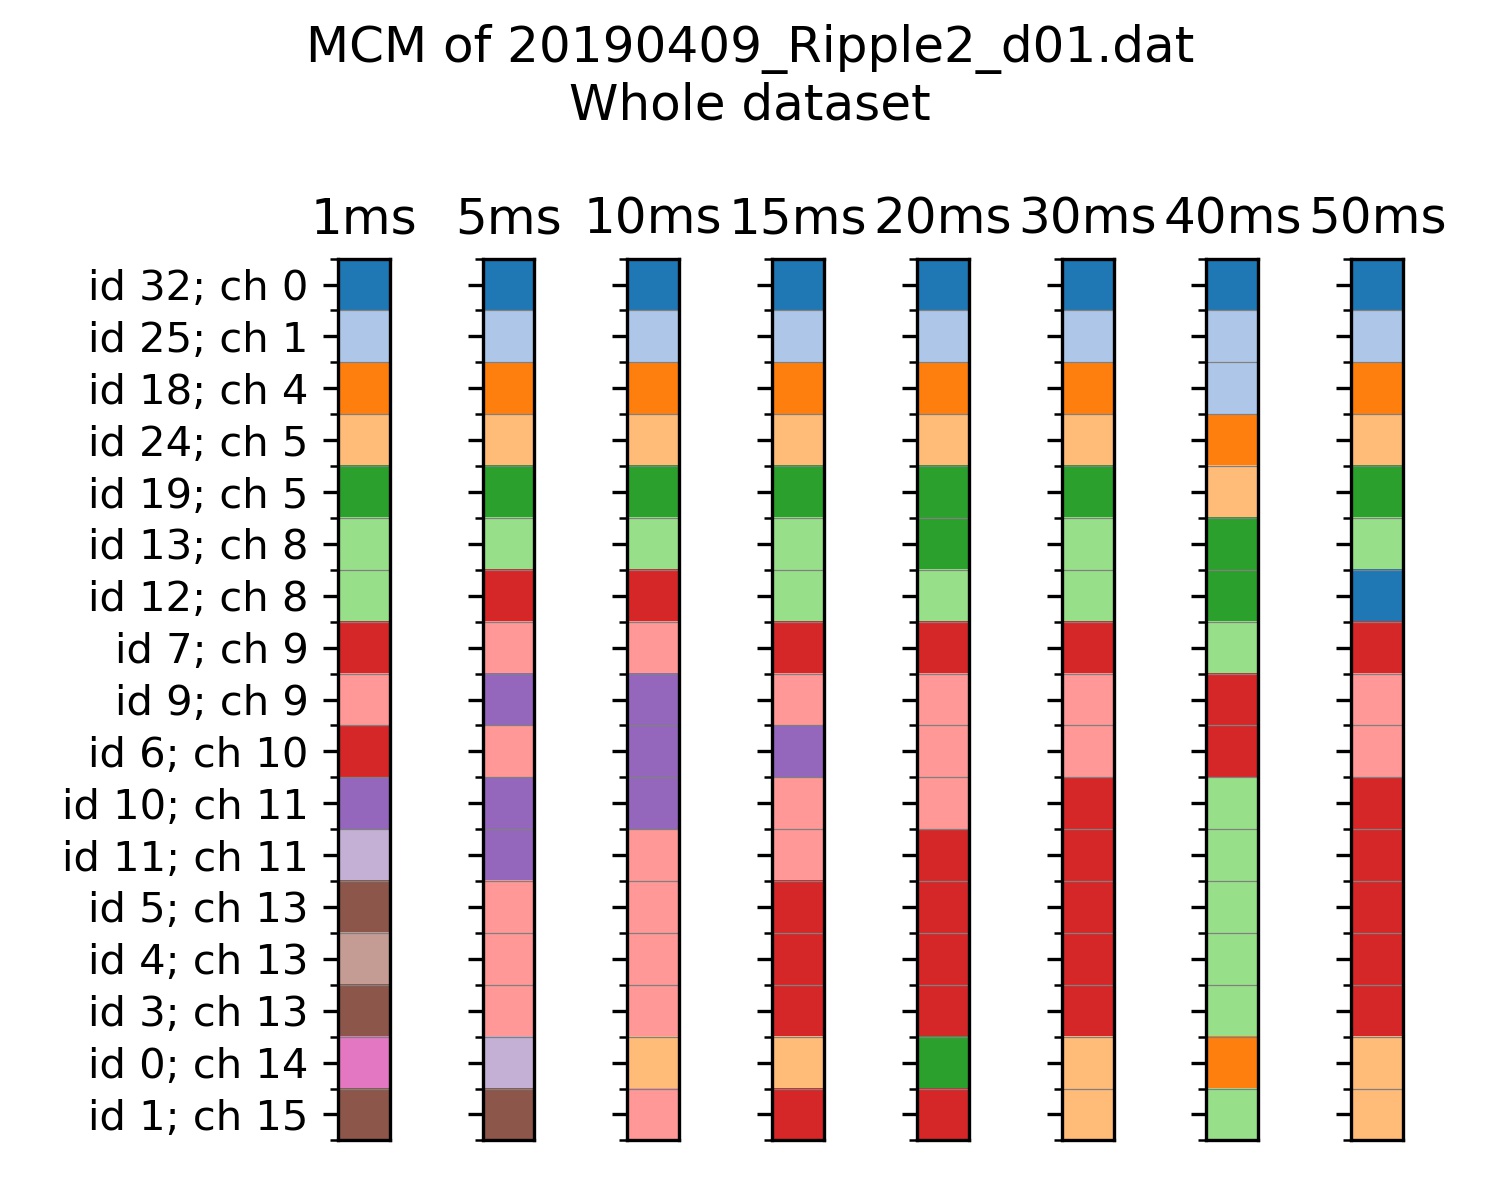 MCM of 20190409_Ripple2_d01.dat
Whole dataset
1ms 5ms 10ms 15ms 20ms 30ms 40ms 50ms
id 32; ch 0
id 25; ch 1
id 18; ch 4
id 24; ch 5
id 19; ch 5
id 13; ch 8
id 12; ch 8
id 7; ch 9
id 9; ch 9
id 6; ch 10
id 10; ch 11
id 11; ch 11
id 5; ch 13
id 4; ch 13
id 3; ch 13
id 0; ch 14
id 1; ch 15